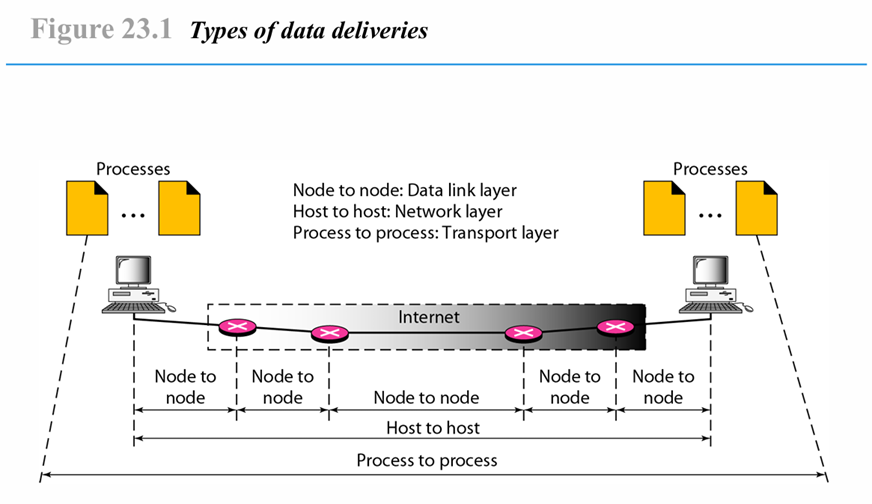 Figure 23.1 Types of data deliveries
Processes
Processes
Node to node: Data link layer
Host to host: Network layer
Process to process: Transport layer
...
...
Internet
Node to
node
Node to
node
Node to node
Node to
node
Node to
node
Host to host
Process to process